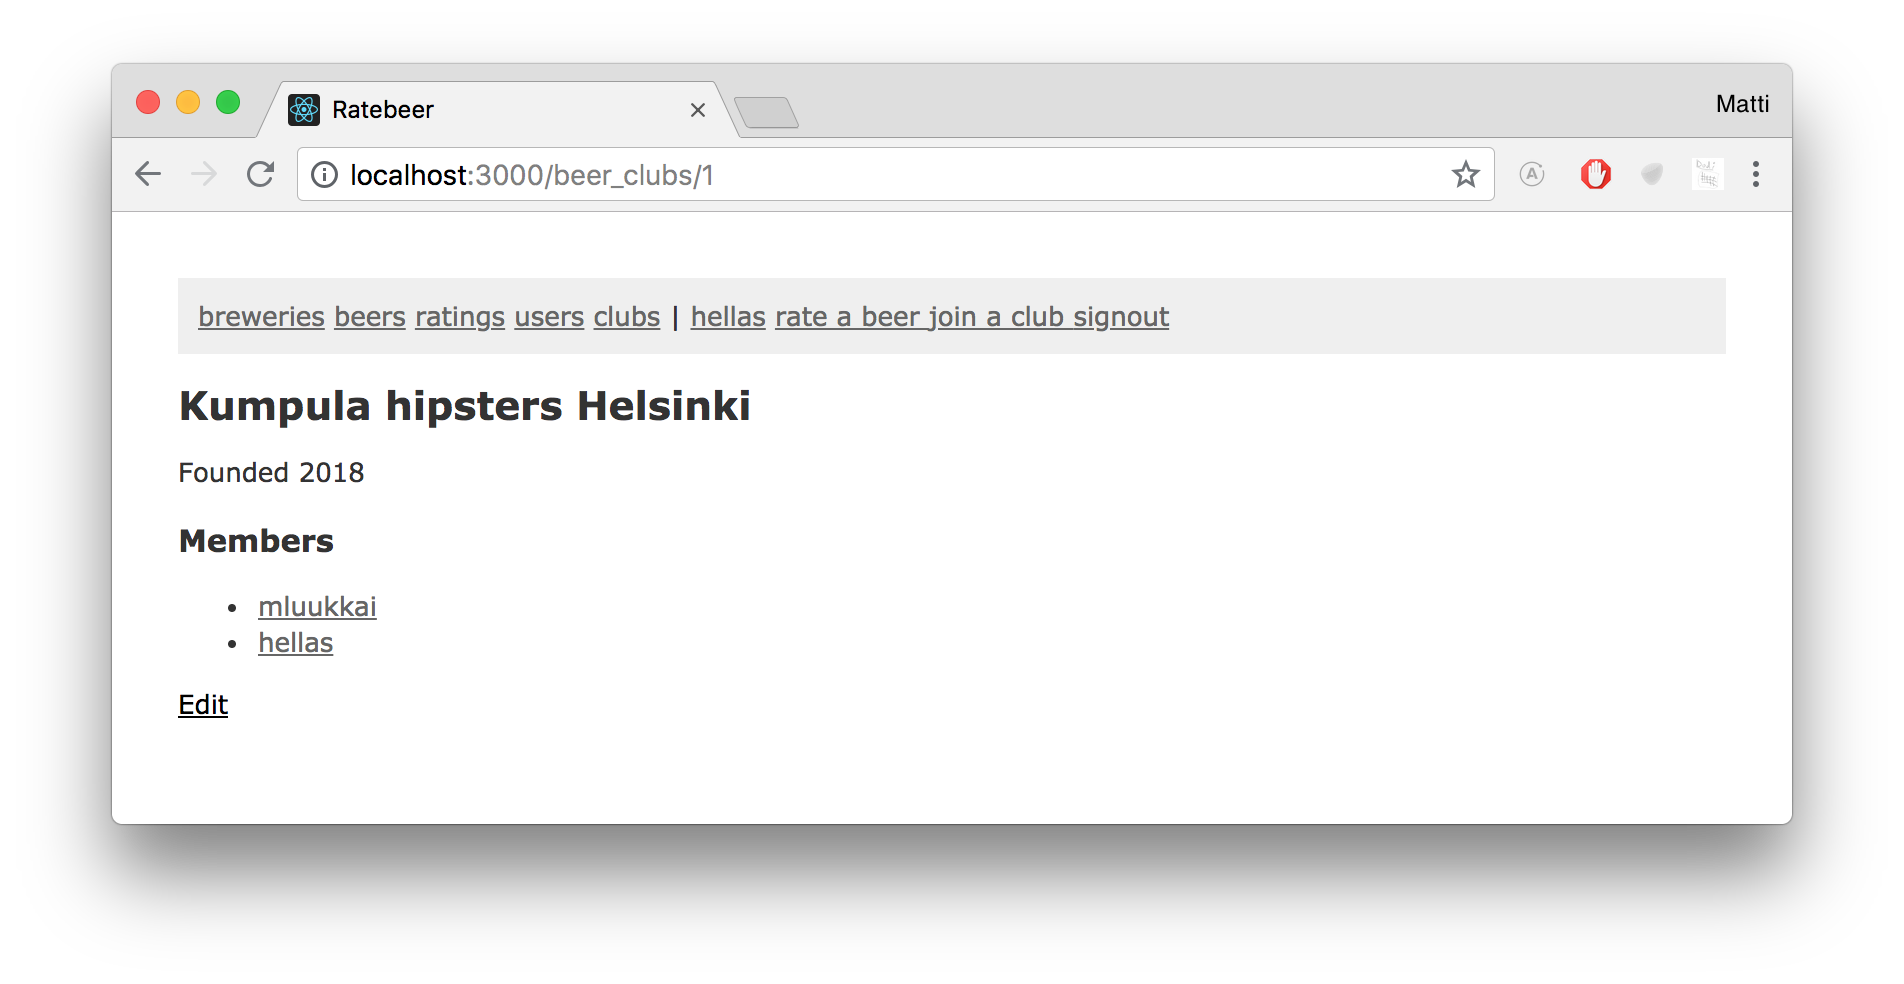 Ratebeer
Matti
localhost:3000/beer_clubs/1
breweries beers ratings users clubs | hellas rate a beer join a club signout
Kumpula hipsters Helsinki
Founded 2018
Members
mluukkai
hellas
Edit